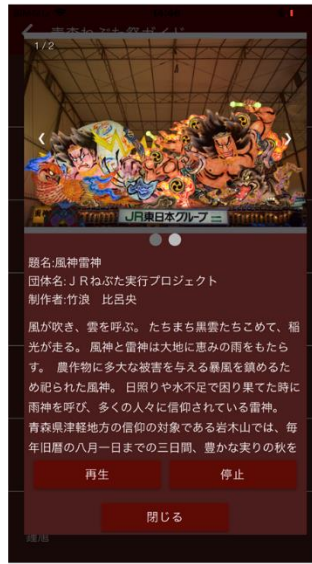 青森ねぶた祭ガイド
1/2
JR東日本グループ
題名:風神雷神
団体名:ＪＲねぶた実行プロジェクト
制作者:竹浪　比呂央
風が吹き、雲を呼ぶ。たちまち黒雲たちこめて、稲
光が走る。風神と雷神は大地に恵みの雨をもたら
す。　農作物に多大な被害を与える暴風を鎮めるた
め祀られた風神。日照りや水不足で困り果てた時に
雨神を呼び、多くの人々に信仰されている雷神。
青森県津軽地方の信仰の対象である岩木山では、毎
年旧暦の八月一日までの三日間、豊かな実りの秋を
再生
停止
閉じる